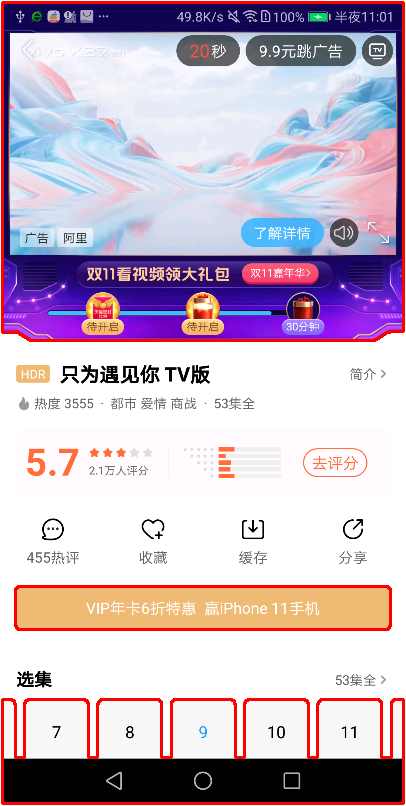 49.8K/s 100% 半夜11:01
vivo X27
20秒 9.9元跳广告 TV
广告 阿里 了解详情
双11看视频领大礼包 双11嘉年华>
待开启 待开启 30分钟
HDR 只为遇见你 TV版 简介 >
热度 3555 · 都市 爱情 商战 · 53集全
5.7 2.1万人评分 去评分
455热评 收藏 缓存 分享
VIP年卡6折特惠 赢iPhone 11手机
选集 53集全 >
7 8 9 10 11